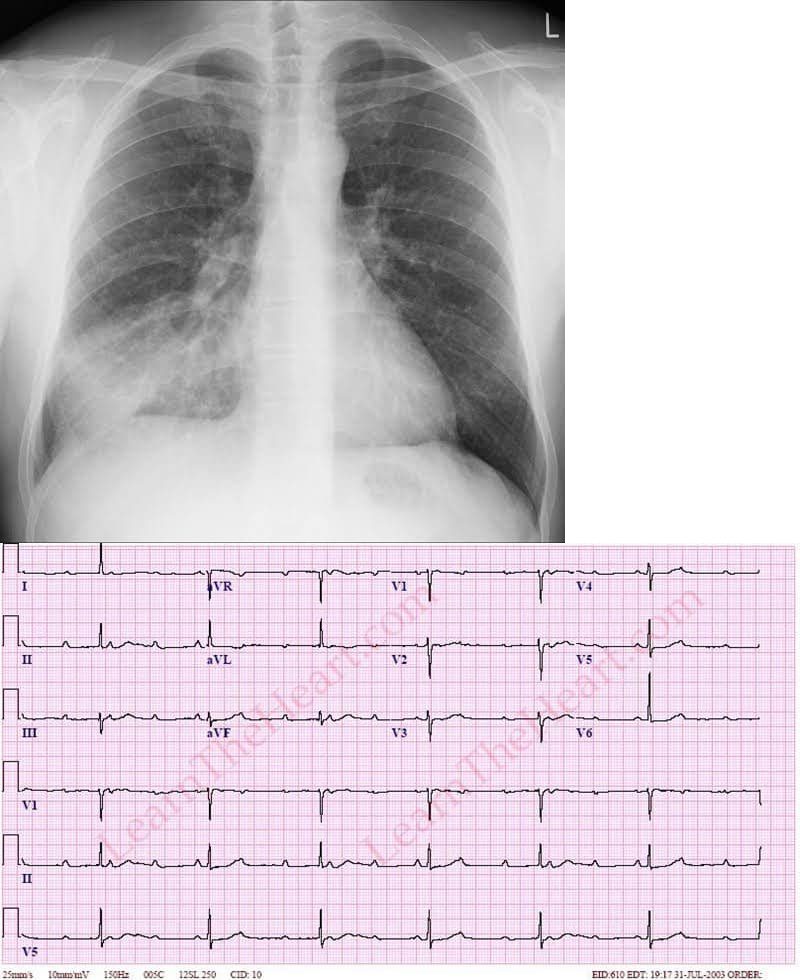 L
I aVR V1 V4
II aVL V2 V5
III aVF V3 V6
V1
II
V5
LearnTheHeart.com LearnTheHeart.com
25mm/s 10mm/mV 150Hz 005C 12SL 250 CID: 10 EID:610 EDT: 19:17 31-JUL-2003 ORDER: